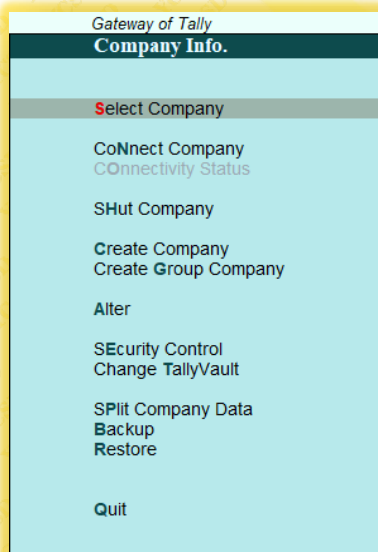 Gateway of Tally
Company Info.
Select Company
CoNnect Company
COnnectivity Status
SHut Company
Create Company
Create Group Company
Alter
SEcurity Control
Change TallyVault
SPlit Company Data
Backup
Restore
Quit